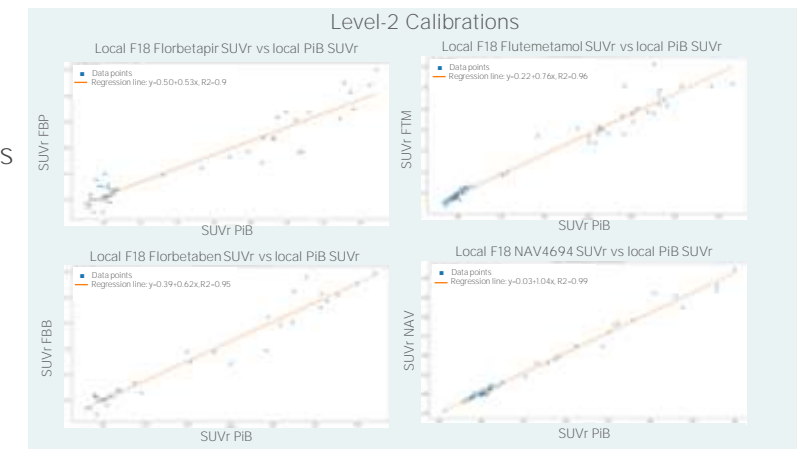 Level-2 Calibrations
Local F18 Florbetapir SUVr vs local PiB SUVr
Data points
Regression line: y=0.50+0.53x, R2=0.9
SUVr FBP
SUVr PiB
Local F18 Flutemetamol SUVr vs local PiB SUVr
Data points
Regression line: y=0.22+0.76x, R2=0.96
SUVr FTM
SUVr PiB
S
Local F18 Florbetaben SUVr vs local PiB SUVr
Data points
Regression line: y=0.39+0.62x, R2=0.95
SUVr FBB
SUVr PiB
Local F18 NAV4694 SUVr vs local PiB SUVr
Data points
Regression line: y=0.03+1.04x, R2=0.99
SUVr NAV
SUVr PiB